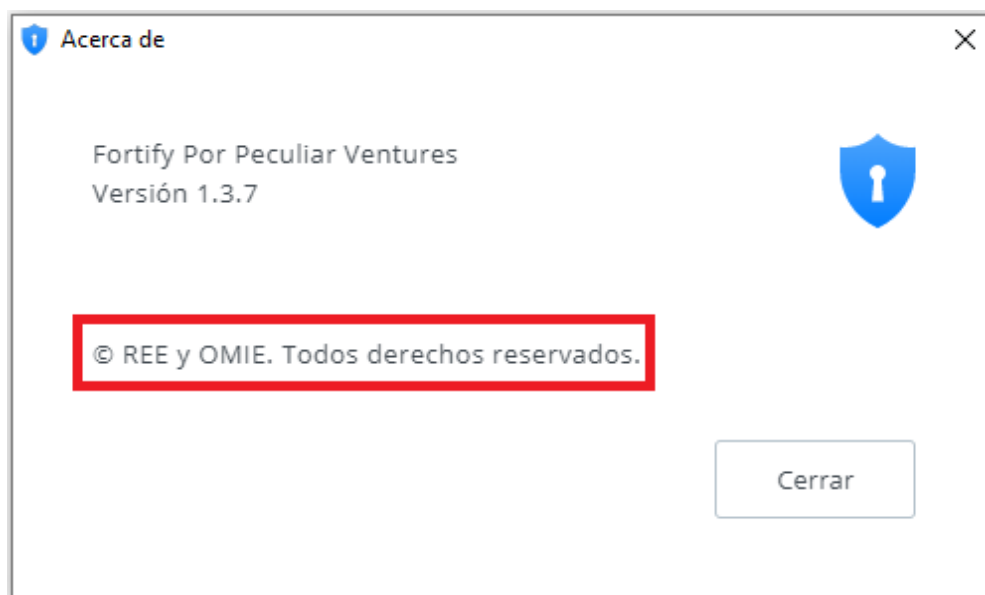 Acerca de
Fortify Por Peculiar Ventures
Versión 1.3.7
© REE y OMIE. Todos derechos reservados.
Cerrar